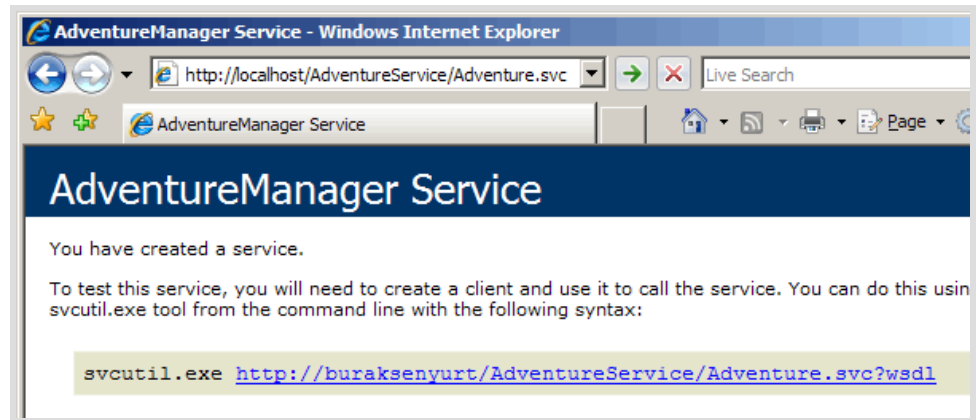 AdventureManager Service - Windows Internet Explorer
http://localhost/AdventureService/Adventure.svc
Live Search
AdventureManager Service
Page
AdventureManager Service
You have created a service.
To test this service, you will need to create a client and use it to call the service. You can do this usin
svcutil.exe tool from the command line with the following syntax:
svcutil.exe http://buraksenyurt/AdventureService/Adventure.svc?wsdl